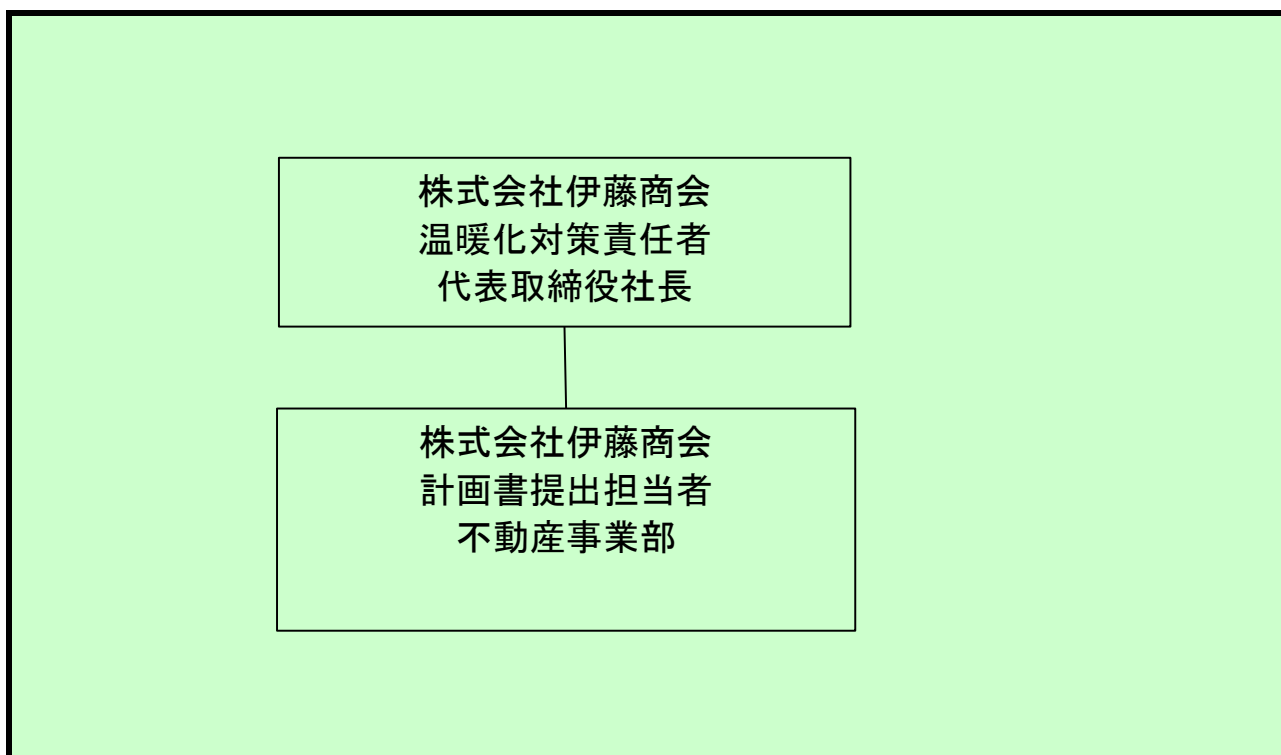 株式会社伊藤商会
温暖化対策責任者
代表取締役社長
株式会社伊藤商会
計画書提出担当者
不動産事業部